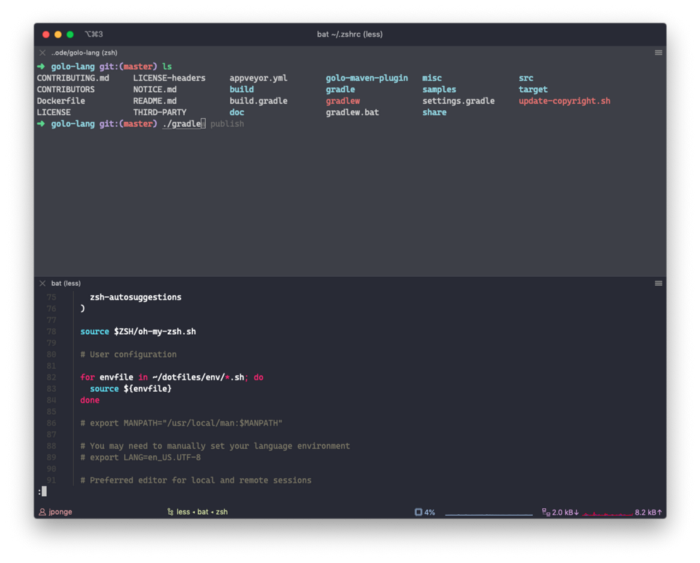 ⌥⌘3 bat ~/.zshrc (less)
..ode/golo-lang (zsh)
➜ golo-lang git:(master) ls
CONTRIBUTING.md LICENSE-headers appveyor.yml golo-maven-plugin misc src
CONTRIBUTORS NOTICE.md build gradle samples target
Dockerfile README.md build.gradle gradlew settings.gradle update-copyright.sh
LICENSE THIRD-PARTY doc gradlew.bat share
➜ golo-lang git:(master) ./gradlew publish
bat (less)
75 zsh-autosuggestions
76 )
77
78 source $ZSH/oh-my-zsh.sh
79
80 # User configuration
81
82 for envfile in ~/dotfiles/env/*.sh; do
83 source ${envfile}
84 done
85
86 # export MANPATH="/usr/local/man:$MANPATH"
87
88 # You may need to manually set your language environment
89 # export LANG=en_US.UTF-8
90
91 # Preferred editor for local and remote sessions
:
jponge less • bat • zsh 4% 2.0 kB↓ 8.2 kB↑